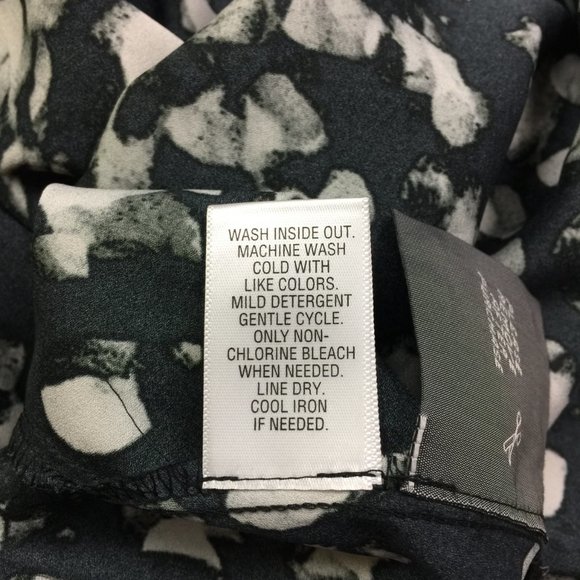 WASH INSIDE OUT.
MACHINE WASH
COLD WITH
LIKE COLORS.
MILD DETERGENT
GENTLE CYCLE.
ONLY NON-
CHLORINE BLEACH
WHEN NEEDED.
LINE DRY.
COOL IRON
IF NEEDED.